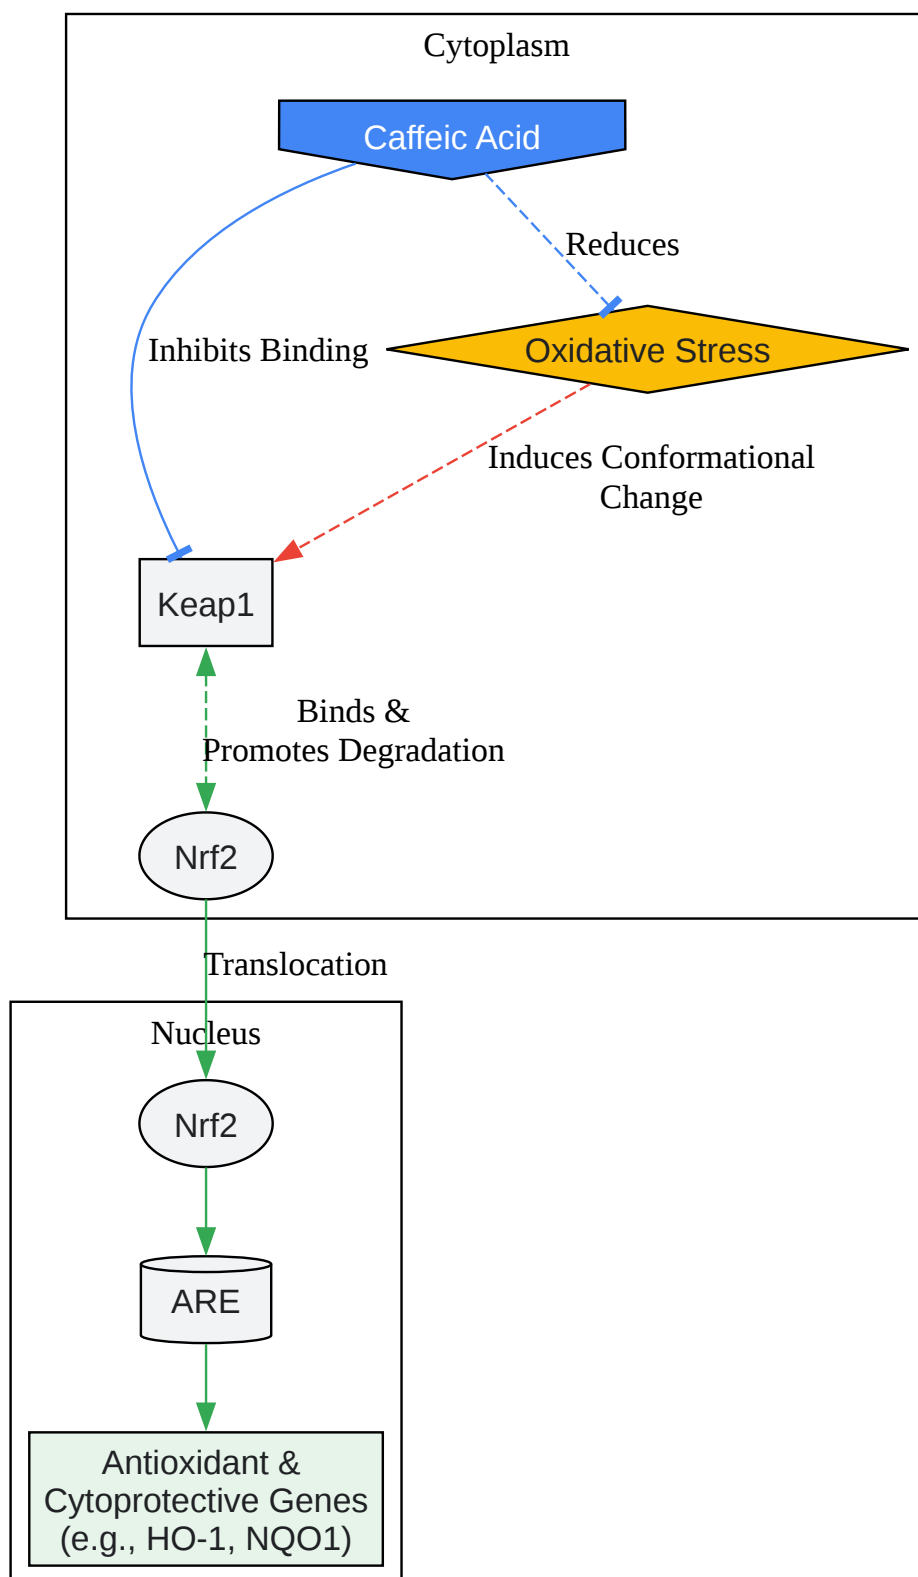 Cytoplasm
Caffeic Acid
Reduces
Inhibits Binding
Oxidative Stress
Induces Conformational
Change
Keap1
Binds &
Promotes Degradation
Nrf2
Translocation
Nucleus
Nrf2
ARE
Antioxidant &
Cytoprotective Genes
(e.g., HO-1, NQO1)